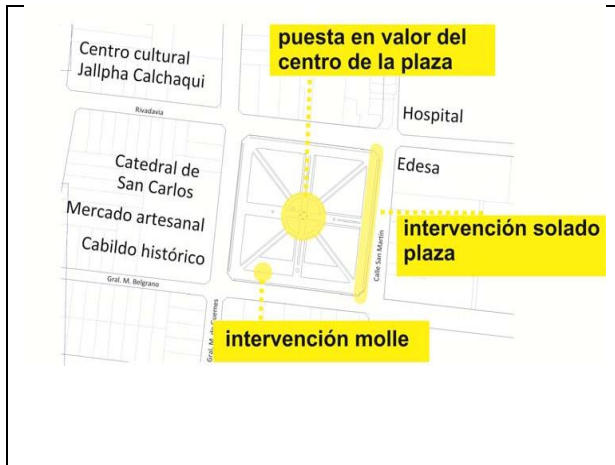 puesta en valor del
centro de la plaza
Centro cultural
Jallpha Calchaqui
Rivadavia
Hospital
Catedral de
San Carlos
Edesa
Mercado artesanal
intervención solado
plaza
Cabildo histórico
Calle San Martín
Gral. M. Belgrano
intervención molle